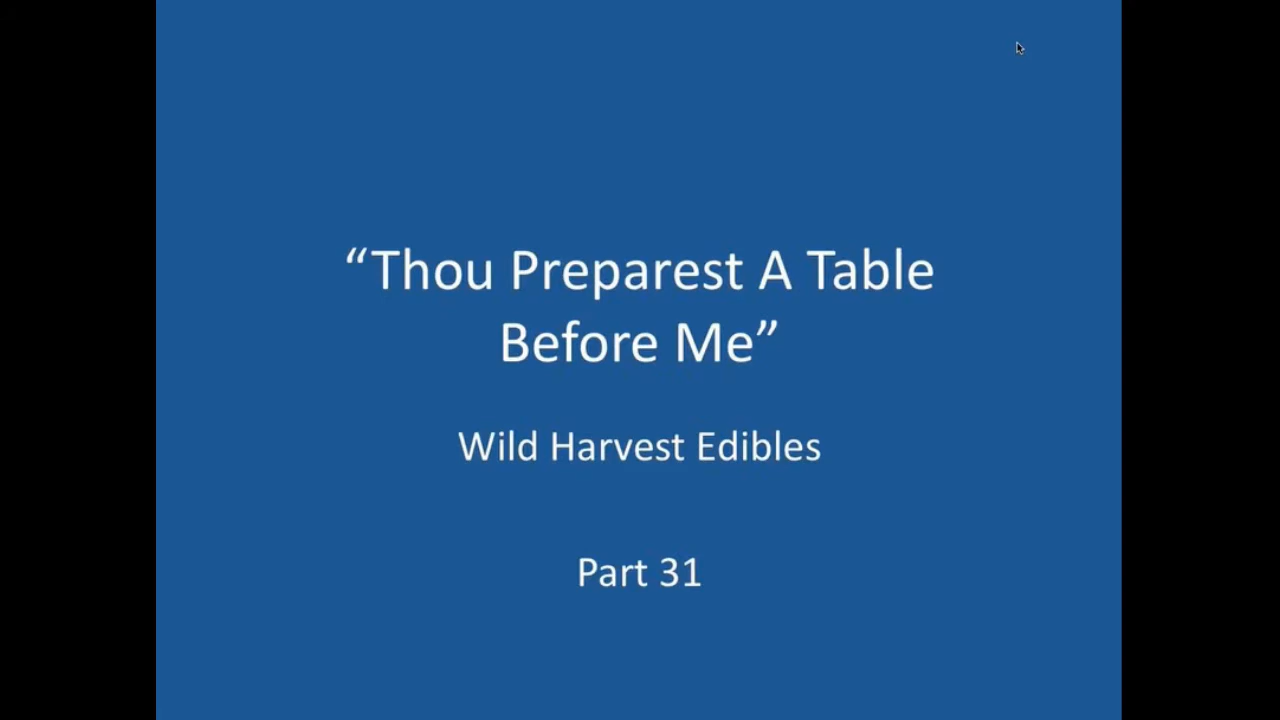 “Thou Preparest A Table
Before Me”
Wild Harvest Edibles
Part 31